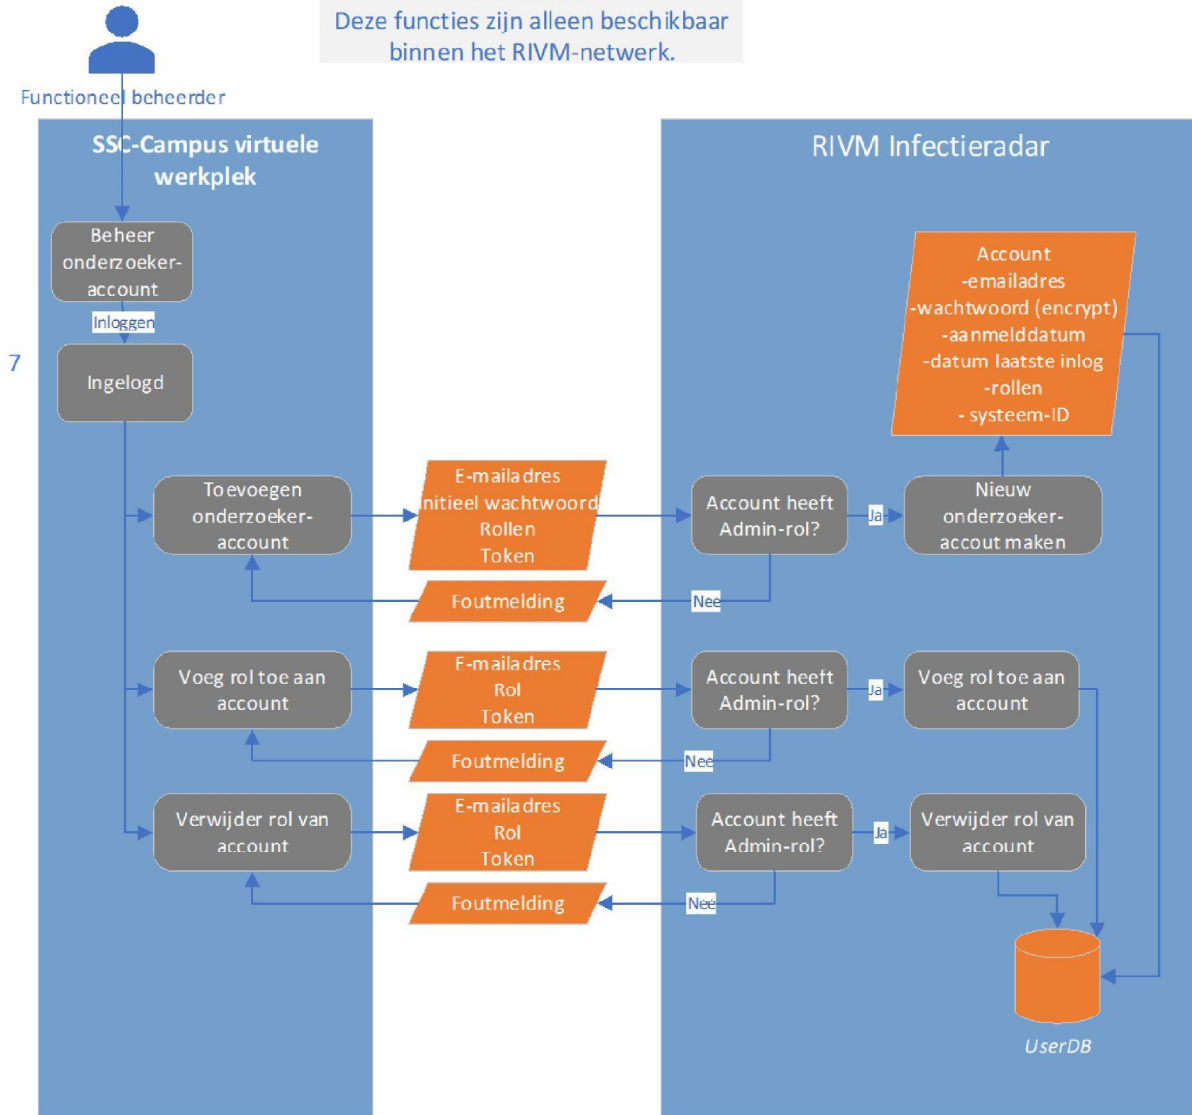 Deze functies zijn alleen beschikbaar
binnen het RIVM-netwerk.
Functioneel beheerder
SSC-Campus virtuele
werkplek
RIVM Infectieradar
Beheer
onderzoeker-
account
Inloggen
Ingelogd
7
Account
-emailadres
-wachtwoord (encrypt)
-aanmelddatum
-datum laatste inlog
-rollen
- systeem-ID
Toevoegen
onderzoeker-
account
E-mailadres
Initieel wachtwoord
Rollen
Token
Account heeft
Admin-rol?
Ja
Nieuw
onderzoeker-
accout maken
Foutmelding
Nee
Voeg rol toe aan
account
E-mailadres
Rol
Token
Account heeft
Admin-rol?
Ja
Voeg rol toe aan
account
Foutmelding
Nee
Verwijder rol van
account
E-mailadres
Rol
Token
Account heeft
Admin-rol?
Ja
Verwijder rol van
account
Foutmelding
Nee
UserDB